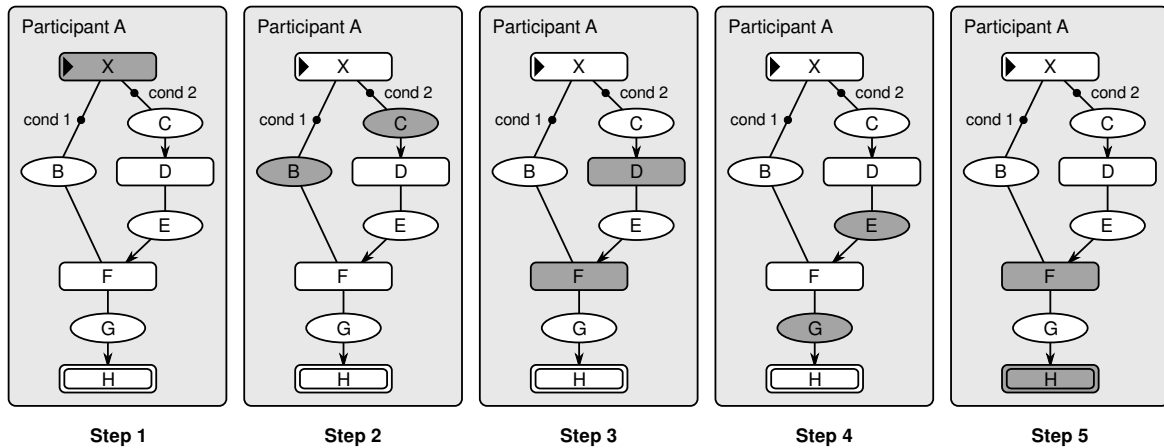 Participant A
X
cond 2
cond 1
C
B
D
E
F
G
H
Step 1
Participant A
X
cond 2
cond 1
C
B
D
E
F
G
H
Step 2
Participant A
X
cond 2
cond 1
C
B
D
E
F
G
H
Step 3
Participant A
X
cond 2
cond 1
C
B
D
E
F
G
H
Step 4
Participant A
X
cond 2
cond 1
C
B
D
E
F
G
H
Step 5